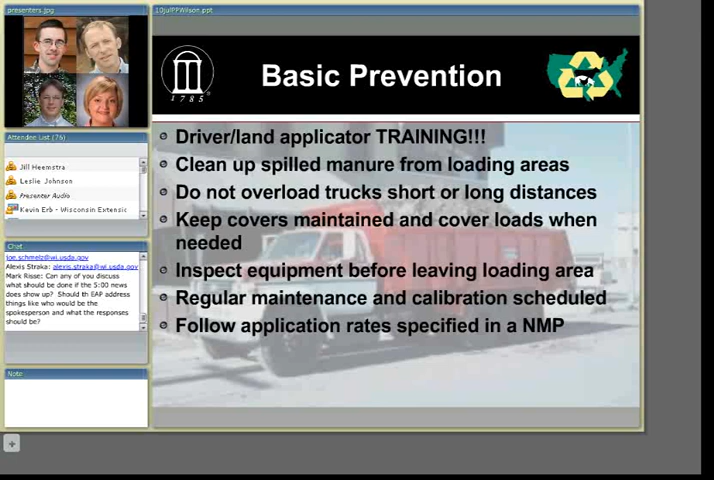 presenters.jpg
10julPFWilson.ppt
Attendee List (76)
Jill Heemstra
Leslie Johnson
Presenter Audio
Kevin Erb - Wisconsin Extensic
Chat
joe.schmelz@wi.usda.gov
Alexis Straka: alexis.straka@wi.usda.gov
Mark Risse: Can any of you discuss
what should be done if the 5:00 news
does show up? Should th EAP address
things like who would be the
spokesperson and what the responses
should be?
Note
1785
Basic Prevention
Driver/land applicator TRAINING!!!
Clean up spilled manure from loading areas
Do not overload trucks short or long distances
Keep covers maintained and cover loads when
needed
Inspect equipment before leaving loading area
Regular maintenance and calibration scheduled
Follow application rates specified in a NMP